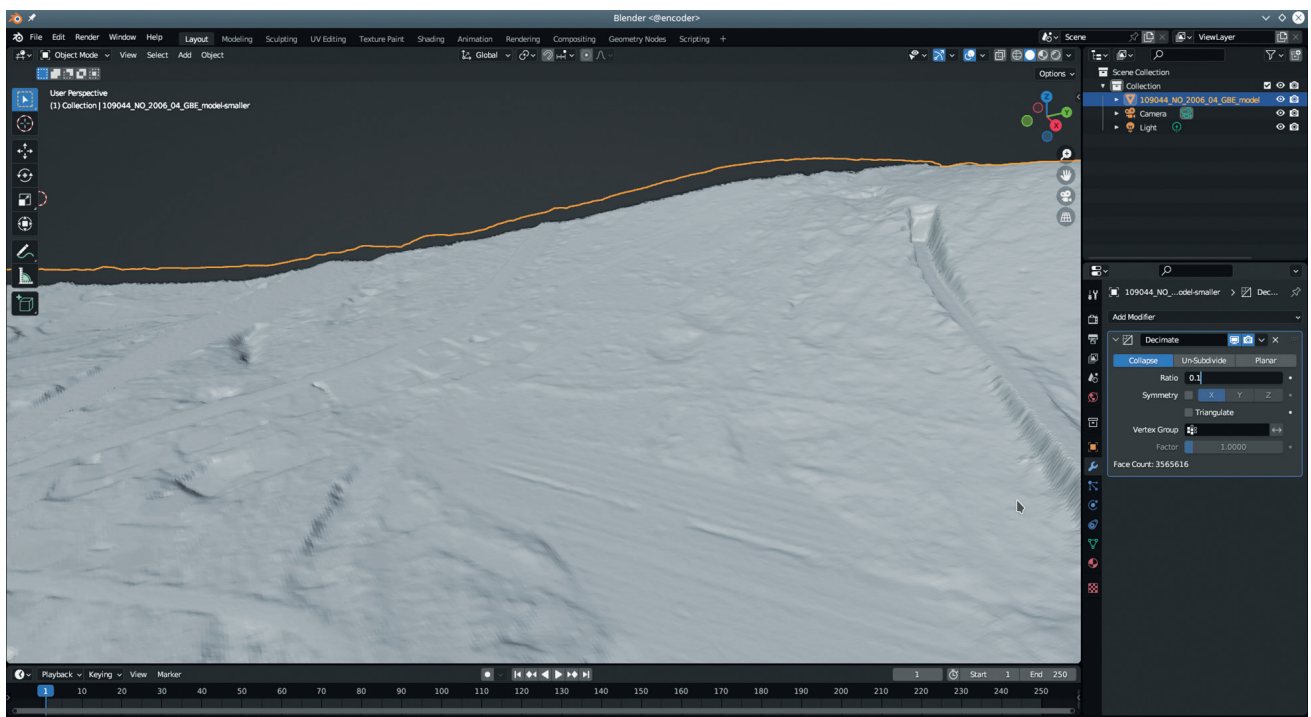 Blender <@encoder>
File Edit Render Window Help Layout Modeling Sculpting UV Editing Texture Paint Shading Animation Rendering Compositing Geometry Nodes Scripting + Scene ViewLayer
Object Mode View Select Add Object Global
Options
User Perspective
(1) Collection | 109044_NO_2006_04_GBE_model-smaller
Z
Y
X
Scene Collection
Collection
109044_NO_2006_04_GBE_model
Camera
Light
109044_NO_...odel-smaller > Dec...
Add Modifier
Decimate
Collapse Un-Subdivide Planar
Ratio 0.1
Symmetry X Y Z
Triangulate
Vertex Group
Factor 1.0000
Face Count: 3565616
Playback Keying View Marker 1 Start 1 End 250
1 10 20 30 40 50 60 70 80 90 100 110 120 130 140 150 160 170 180 190 200 210 220 230 240 250